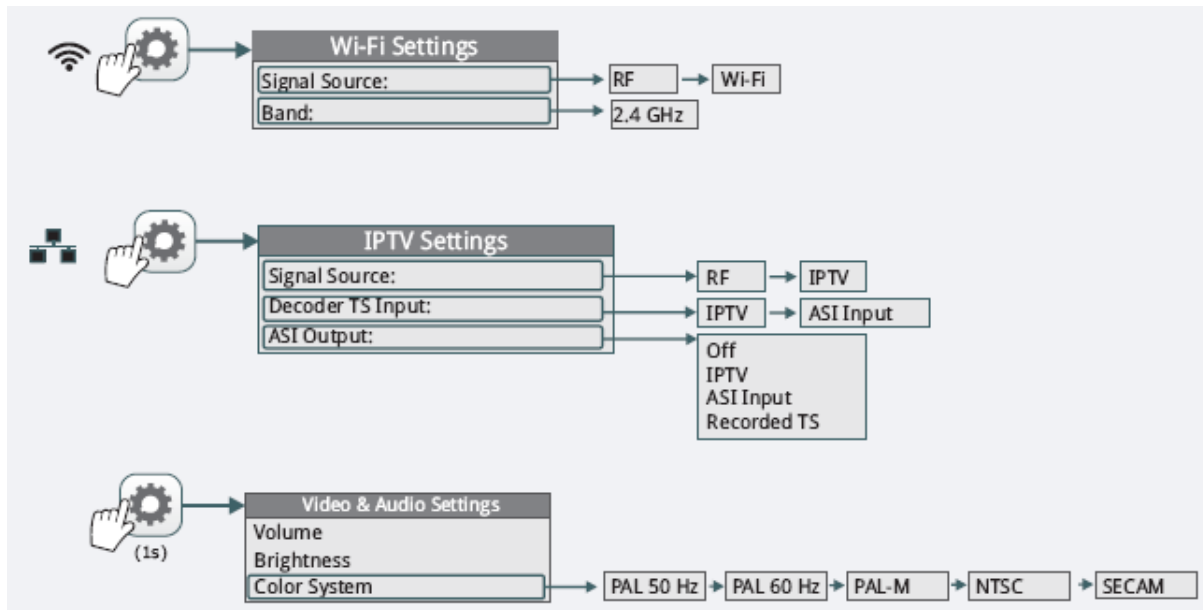 Wi-Fi Settings
Signal Source: RF Wi-Fi
Band: 2.4 GHz
IPTV Settings
Signal Source: RF IPTV
Decoder TS Input: IPTV ASI Input
ASI Output:
Off
IPTV
ASI Input
Recorded TS
Video & Audio Settings
Volume
(1s)
Brightness
Color System PAL 50 Hz PAL 60 Hz PAL-M NTSC SECAM